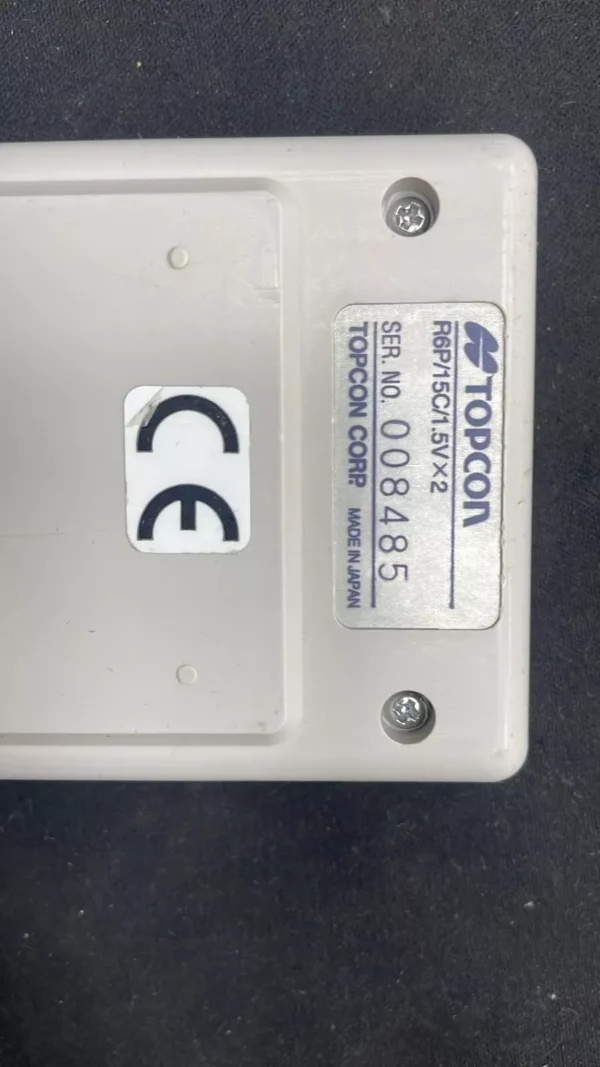 TOPCON
R6P/15C/1.5V×2
SER. NO. 008485
TOPCON CORP. MADE IN JAPAN
CE